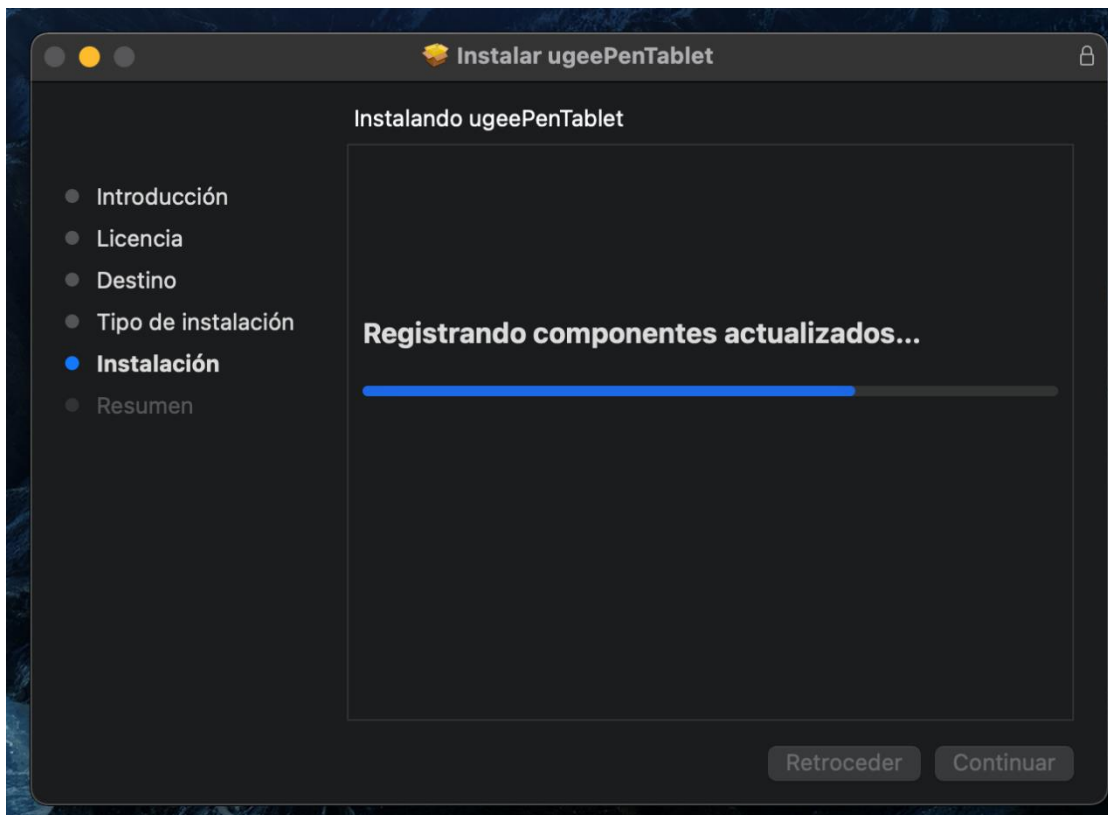 Instalar ugeePenTablet
Instalando ugeePenTablet
Introducción
Licencia
Destino
Tipo de instalación
Instalación
Resumen
Registrando componentes actualizados...
Retroceder
Continuar